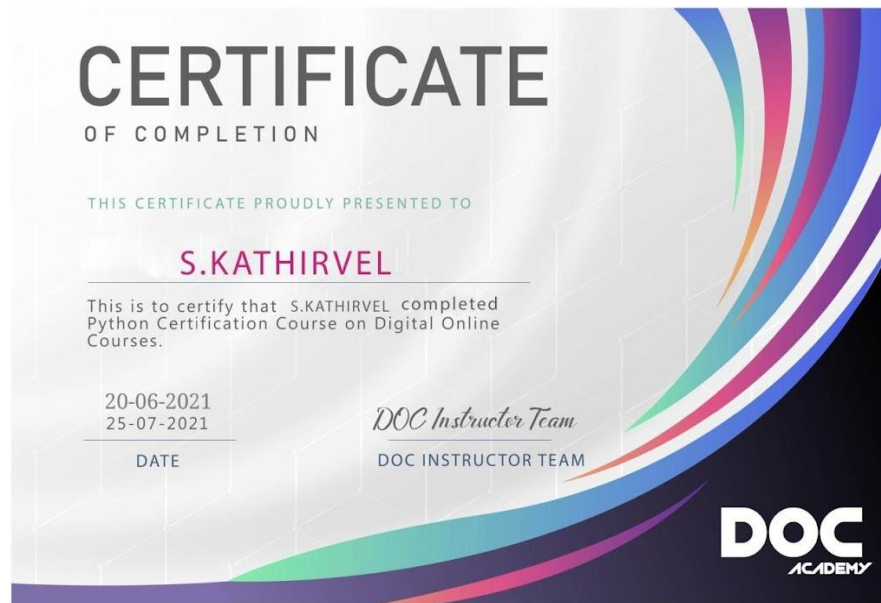 CERTIFICATE
OF COMPLETION
THIS CERTIFICATE PROUDLY PRESENTED TO
S.KATHIRVEL
This is to certify that S.KATHIRVEL completed
Python Certification Course on Digital Online
Courses.
20-06-2021
25-07-2021
DATE
DOC Instructor Team
DOC INSTRUCTOR TEAM
DOC
ACADEMY